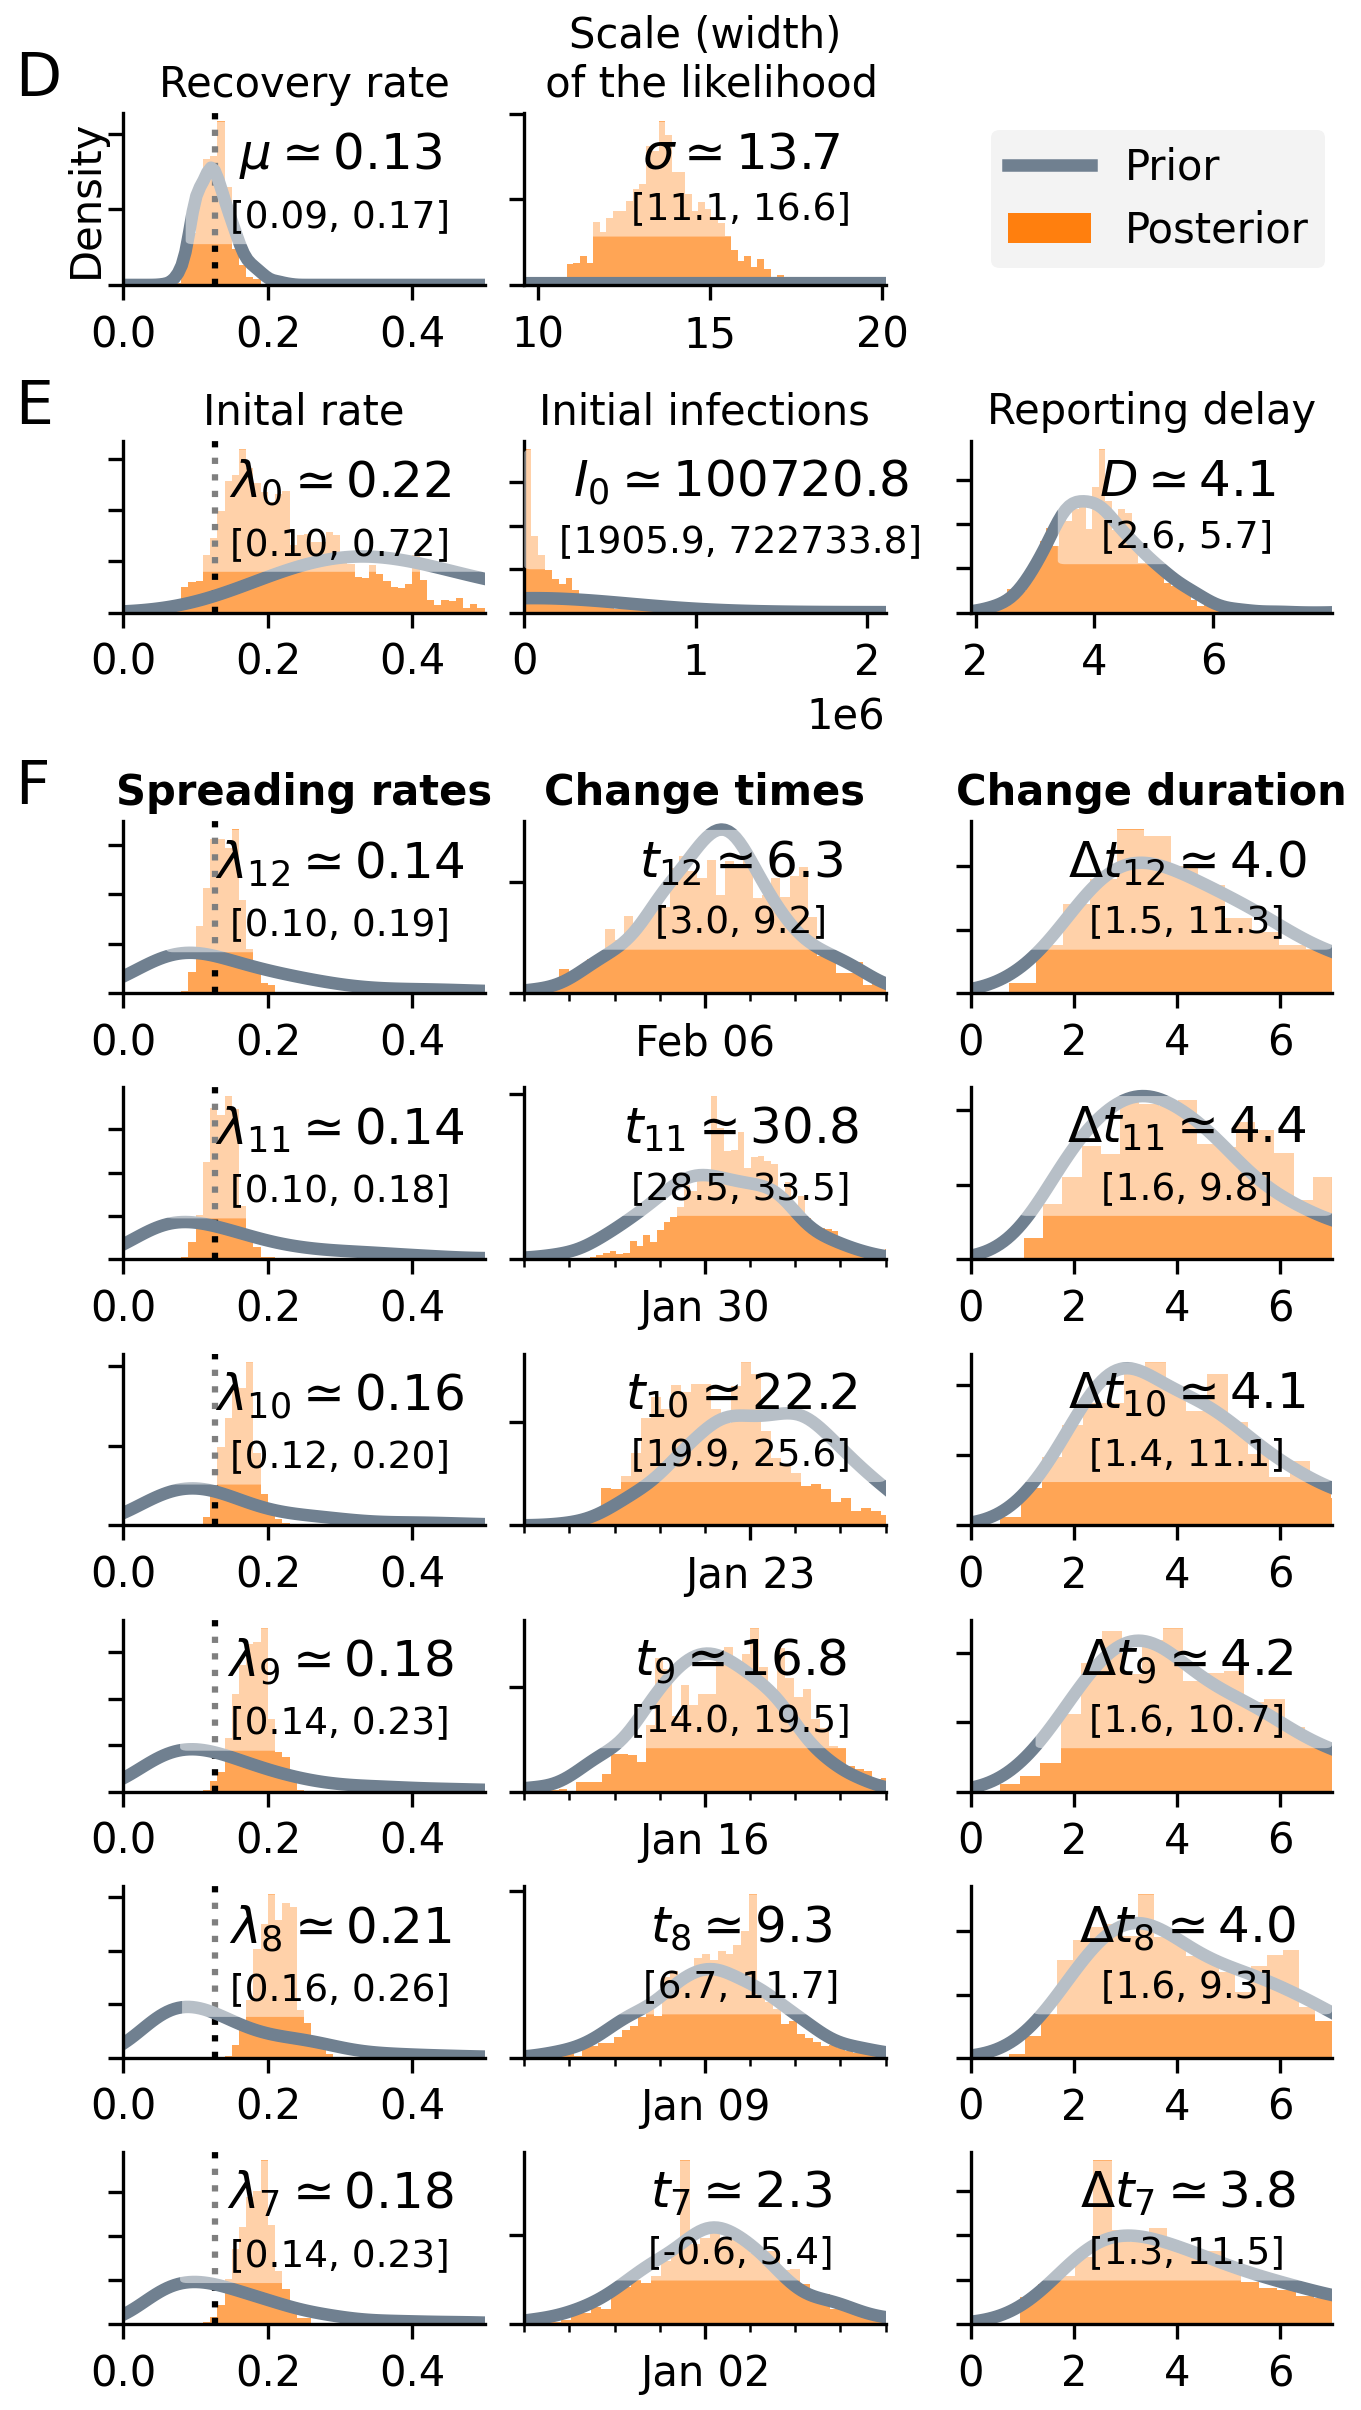 D
Recovery rate
Scale (width)
of the likelihood
Density
μ ≃ 0.13
[0.09, 0.17]
σ ≃ 13.7
[11.1, 16.6]
Prior
Posterior
0.0 0.2 0.4
10 15 20
E
Inital rate
Initial infections
Reporting delay
λ₀ ≃ 0.22
[0.10, 0.72]
I₀ ≃ 100720.8
[1905.9, 722733.8]
D ≃ 4.1
[2.6, 5.7]
0.0 0.2 0.4
0 1 2
1e6
2 4 6
F
Spreading rates
Change times
Change duration
λ₁₂ ≃ 0.14
[0.10, 0.19]
t₁₂ ≃ 6.3
[3.0, 9.2]
Δt₁₂ ≃ 4.0
[1.5, 11.3]
0.0 0.2 0.4
Feb 06
0 2 4 6
λ₁₁ ≃ 0.14
[0.10, 0.18]
t₁₁ ≃ 30.8
[28.5, 33.5]
Δt₁₁ ≃ 4.4
[1.6, 9.8]
0.0 0.2 0.4
Jan 30
0 2 4 6
λ₁₀ ≃ 0.16
[0.12, 0.20]
t₁₀ ≃ 22.2
[19.9, 25.6]
Δt₁₀ ≃ 4.1
[1.4, 11.1]
0.0 0.2 0.4
Jan 23
0 2 4 6
λ₉ ≃ 0.18
[0.14, 0.23]
t₉ ≃ 16.8
[14.0, 19.5]
Δt₉ ≃ 4.2
[1.6, 10.7]
0.0 0.2 0.4
Jan 16
0 2 4 6
λ₈ ≃ 0.21
[0.16, 0.26]
t₈ ≃ 9.3
[6.7, 11.7]
Δt₈ ≃ 4.0
[1.6, 9.3]
0.0 0.2 0.4
Jan 09
0 2 4 6
λ₇ ≃ 0.18
[0.14, 0.23]
t₇ ≃ 2.3
[-0.6, 5.4]
Δt₇ ≃ 3.8
[1.3, 11.5]
0.0 0.2 0.4
Jan 02
0 2 4 6